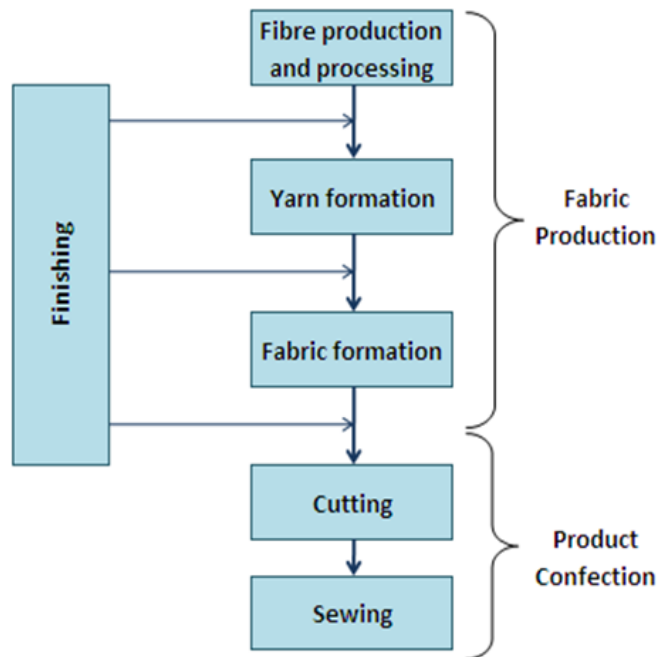 Fibre production
and processing
Finishing
Yarn formation
Fabric
Production
Fabric formation
Cutting
Product
Confection
Sewing